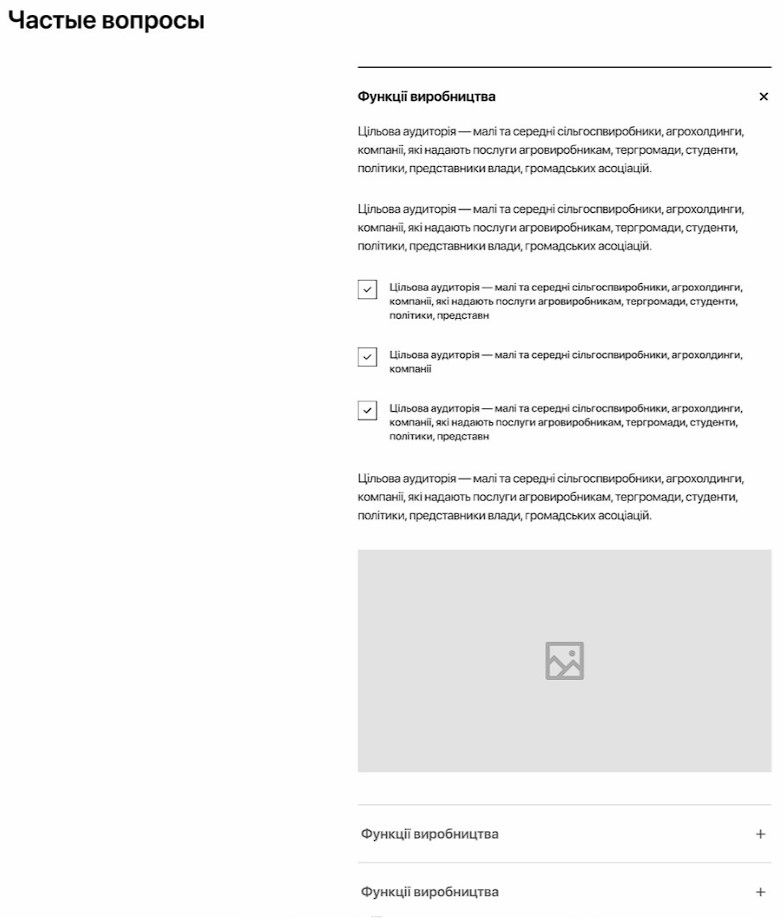 Частые вопросы
Функції виробництва
Цільова аудиторія — малі та середні сільгоспвиробники, агрохолдинги,
компанії, які надають послуги агровиробникам, тергромади, студенти,
політики, представники влади, громадських асоціацій.
Цільова аудиторія — малі та середні сільгоспвиробники, агрохолдинги,
компанії, які надають послуги агровиробникам, тергромади, студенти,
політики, представники влади, громадських асоціацій.
Цільова аудиторія — малі та середні сільгоспвиробники, агрохолдинги,
компанії, які надають послуги агровиробникам, тергромади, студенти,
політики, представн
Цільова аудиторія — малі та середні сільгоспвиробники, агрохолдинги,
компанії
Цільова аудиторія — малі та середні сільгоспвиробники, агрохолдинги,
компанії, які надають послуги агровиробникам, тергромади, студенти,
політики, представн
Цільова аудиторія — малі та середні сільгоспвиробники, агрохолдинги,
компанії, які надають послуги агровиробникам, тергромади, студенти,
політики, представники влади, громадських асоціацій.
Функції виробництва
Функції виробництва